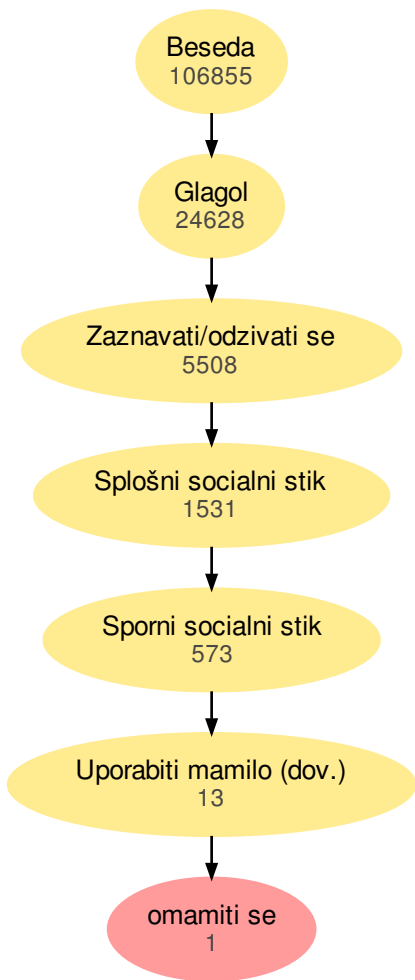 Beseda
106855
Glagol
24628
Zaznavati/odzivati se
5508
Splošni socialni stik
1531
Sporni socialni stik
573
Uporabiti mamilo (dov.)
13
omamiti se
1